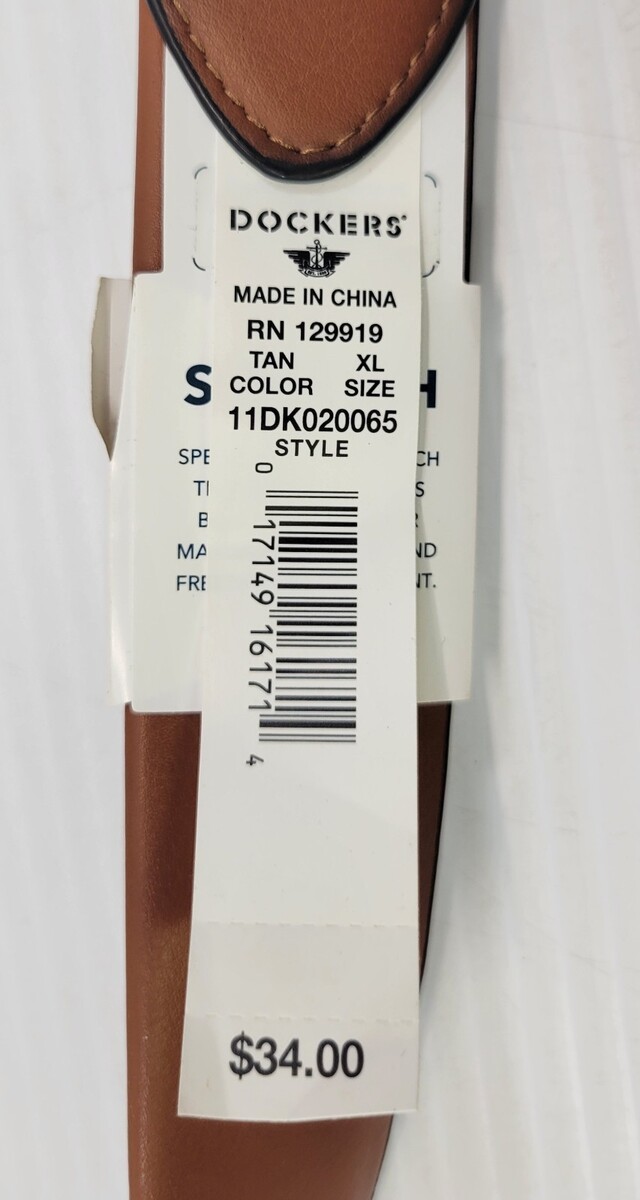 DOCKERS®
MADE IN CHINA
RN 129919
TAN XL
COLOR SIZE
11DK020065
STYLE
0 17149 16171 4
$34.00